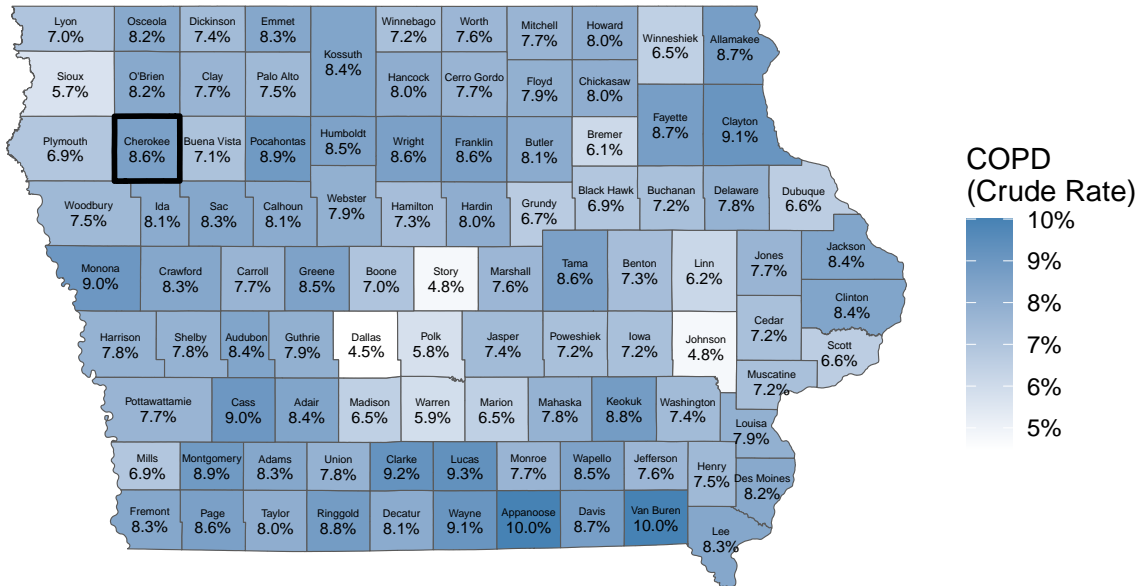 Lyon
7.0%
Osceola
8.2%
Dickinson
7.4%
Emmet
8.3%
Winnebago
7.2%
Worth
7.6%
Mitchell
7.7%
Howard
8.0%
Winneshiek
6.5%
Allamakee
8.7%
Kossuth
8.4%
Sioux
5.7%
O'Brien
8.2%
Clay
7.7%
Palo Alto
7.5%
Hancock
8.0%
Cerro Gordo
7.7%
Floyd
7.9%
Chickasaw
8.0%
Fayette
8.7%
Clayton
9.1%
Plymouth
6.9%
Cherokee
8.6%
Buena Vista
7.1%
Pocahontas
8.9%
Humboldt
8.5%
Wright
8.6%
Franklin
8.6%
Butler
8.1%
Bremer
6.1%
Woodbury
7.5%
Ida
8.1%
Sac
8.3%
Calhoun
8.1%
Webster
7.9%
Hamilton
7.3%
Hardin
8.0%
Grundy
6.7%
Black Hawk
6.9%
Buchanan
7.2%
Delaware
7.8%
Dubuque
6.6%
Monona
9.0%
Crawford
8.3%
Carroll
7.7%
Greene
8.5%
Boone
7.0%
Story
4.8%
Marshall
7.6%
Tama
8.6%
Benton
7.3%
Linn
6.2%
Jones
7.7%
Jackson
8.4%
Clinton
8.4%
Harrison
7.8%
Shelby
7.8%
Audubon
8.4%
Guthrie
7.9%
Dallas
4.5%
Polk
5.8%
Jasper
7.4%
Poweshiek
7.2%
Iowa
7.2%
Johnson
4.8%
Cedar
7.2%
Scott
6.6%
Muscatine
7.2%
Pottawattamie
7.7%
Cass
9.0%
Adair
8.4%
Madison
6.5%
Warren
5.9%
Marion
6.5%
Mahaska
7.8%
Keokuk
8.8%
Washington
7.4%
Louisa
7.9%
Mills
6.9%
Montgomery
8.9%
Adams
8.3%
Union
7.8%
Clarke
9.2%
Lucas
9.3%
Monroe
7.7%
Wapello
8.5%
Jefferson
7.6%
Henry
7.5%
Des Moines
8.2%
Fremont
8.3%
Page
8.6%
Taylor
8.0%
Ringgold
8.8%
Decatur
8.1%
Wayne
9.1%
Appanoose
10.0%
Davis
8.7%
Van Buren
10.0%
Lee
8.3%
COPD
(Crude Rate)
10%
9%
8%
7%
6%
5%